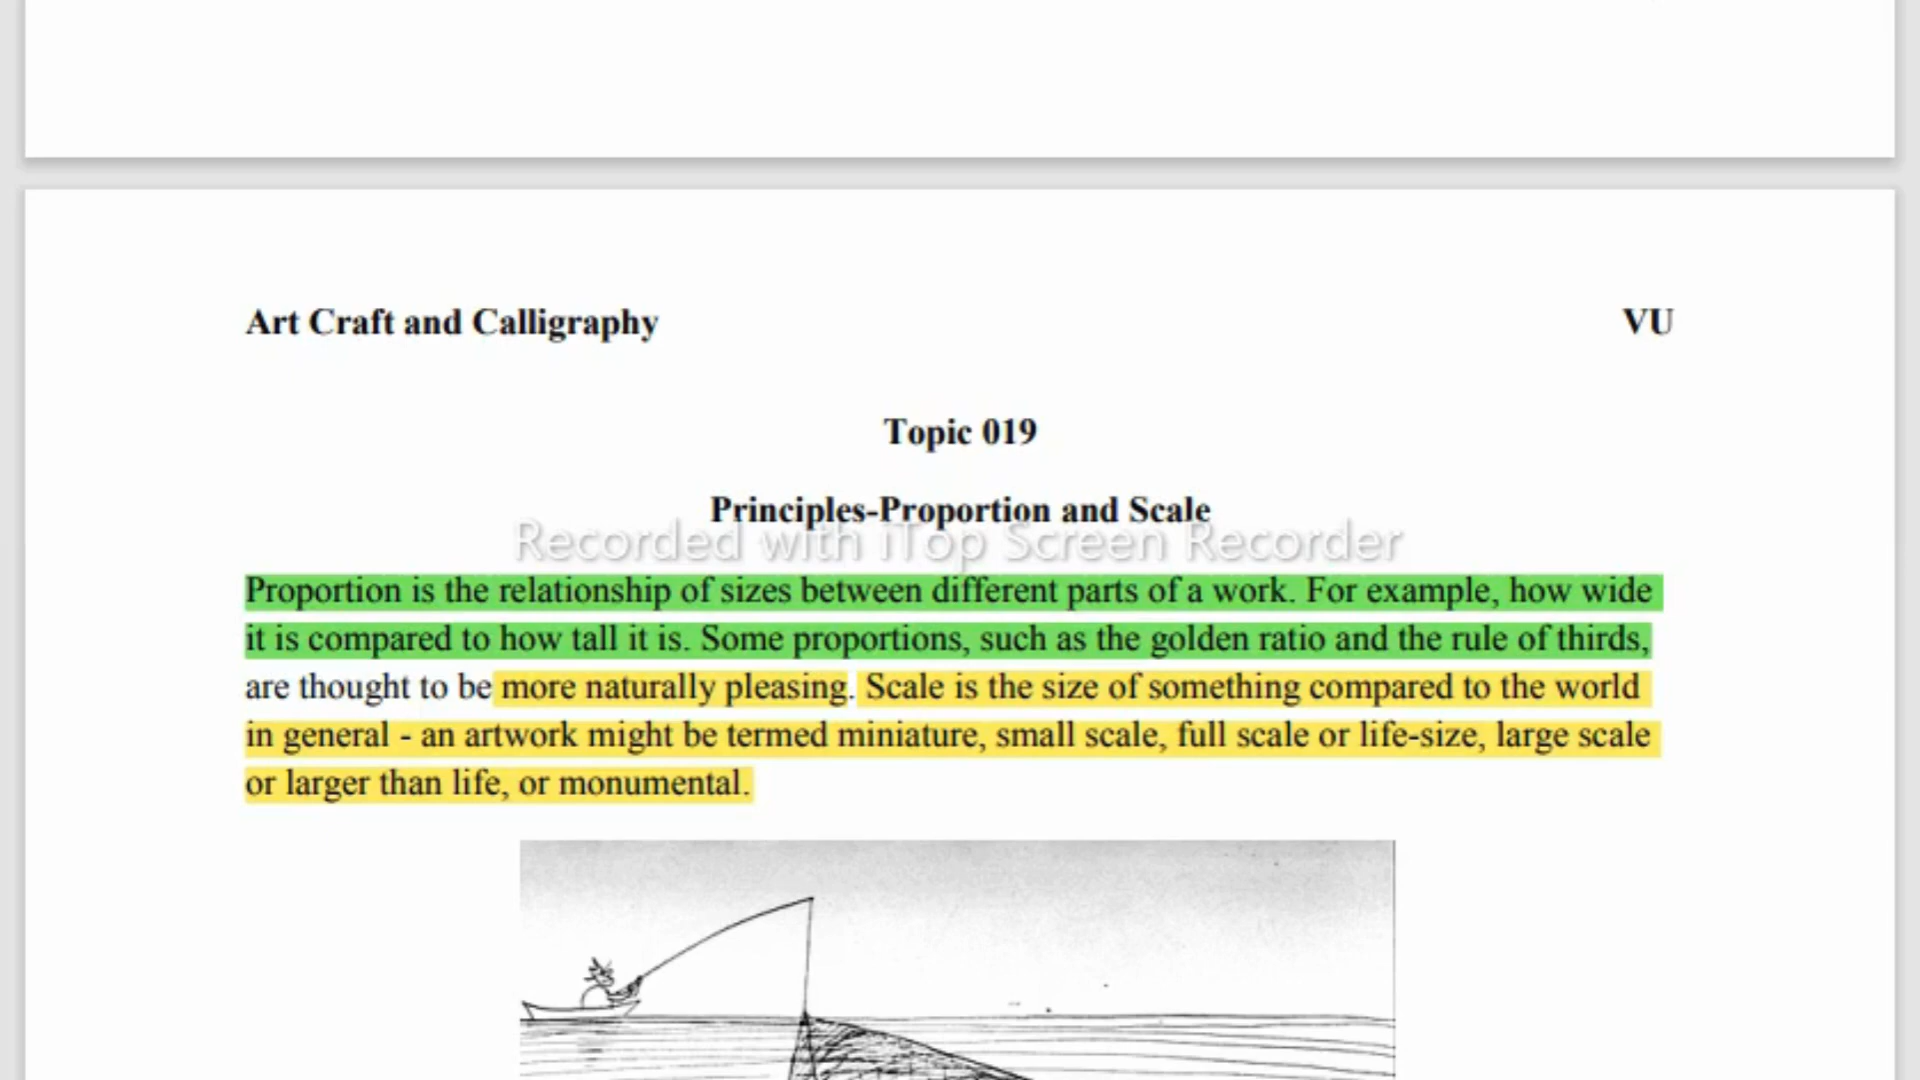 Art Craft and Calligraphy VU
Topic 019
Principles-Proportion and Scale
Recorded with iTop Screen Recorder
Proportion is the relationship of sizes between different parts of a work. For example, how wide
it is compared to how tall it is. Some proportions, such as the golden ratio and the rule of thirds,
are thought to be more naturally pleasing. Scale is the size of something compared to the world
in general - an artwork might be termed miniature, small scale, full scale or life-size, large scale
or larger than life, or monumental.